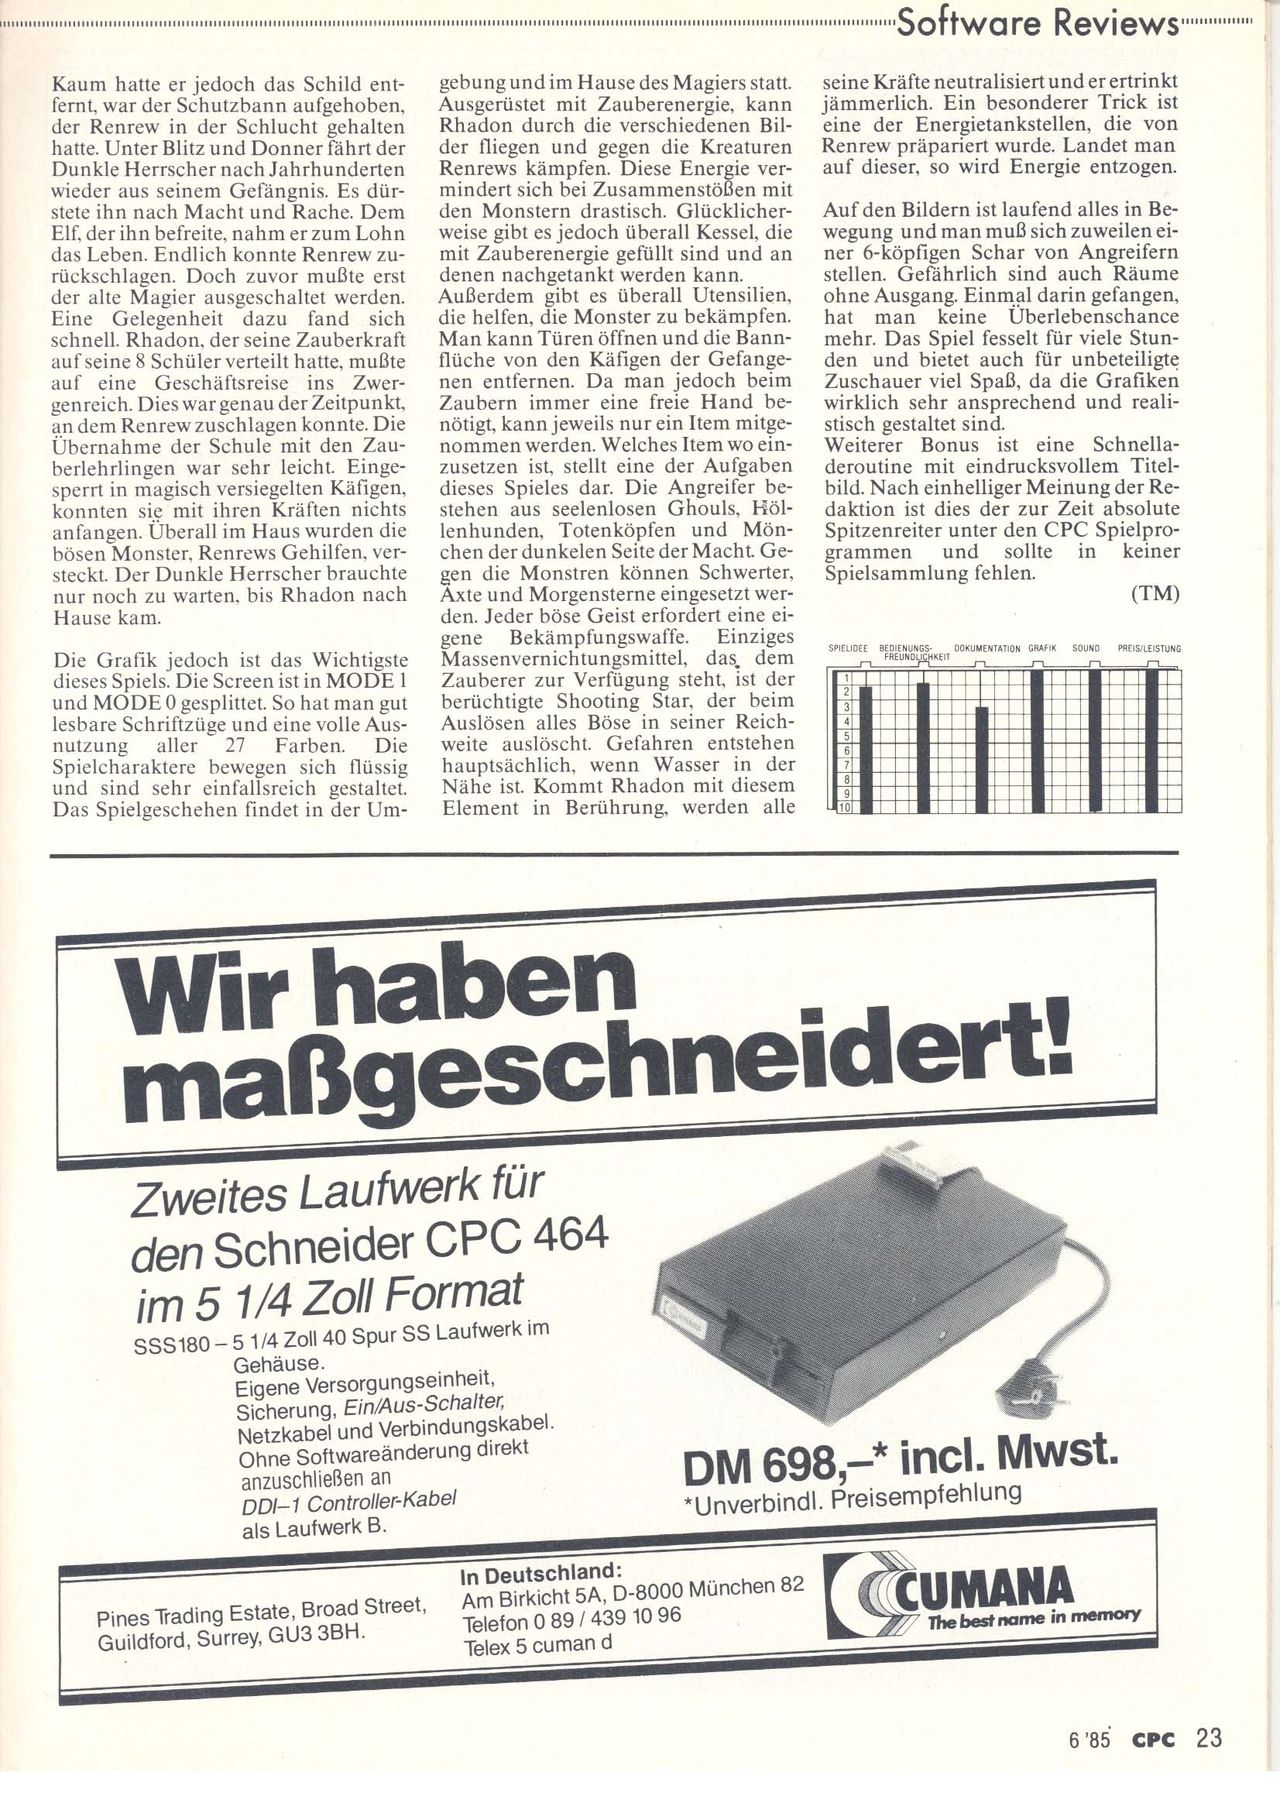 Software Reviews
Kaum hatte er jedoch das Schild ent-
fernt, war der Schutzbann aufgehoben,
der Renrew in der Schlucht gehalten
hatte. Unter Blitz und Donner fährt der
Dunkle Herrscher nach Jahrhunderten
wieder aus seinem Gefängnis. Es dür-
stete ihn nach Macht und Rache. Dem
Elf, der ihn befreite, nahm er zum Lohn
das Leben. Endlich konnte Renrew zu-
rückschlagen. Doch zuvor mußte erst
der alte Magier ausgeschaltet werden.
Eine Gelegenheit dazu fand sich
schnell. Rhadon, der seine Zauberkraft
auf seine 8 Schüler verteilt hatte, mußte
auf eine Geschäftsreise ins Zwer-
genreich. Dies war genau der Zeitpunkt,
an dem Renrew zuschlagen konnte. Die
Übernahme der Schule mit den Zau-
berlehrlingen war sehr leicht. Einge-
sperrt in magisch versiegelten Käfigen,
konnten sie mit ihren Kräften nichts
anfangen. Überall im Haus wurden die
bösen Monster, Renrews Gehilfen, ver-
steckt. Der Dunkle Herrscher brauchte
nur noch zu warten, bis Rhadon nach
Hause kam.
Die Grafik jedoch ist das Wichtigste
dieses Spiels. Die Screen ist in MODE 1
und MODE 0 gesplittet. So hat man gut
lesbare Schriftzüge und eine volle Aus-
nutzung aller 27 Farben. Die
Spielcharaktere bewegen sich flüssig
und sind sehr einfallsreich gestaltet.
Das Spielgeschehen findet in der Um-
gebung und im Hause des Magiers statt.
Ausgerüstet mit Zauberenergie, kann
Rhadon durch die verschiedenen Bil-
der fliegen und gegen die Kreaturen
Renrews kämpfen. Diese Energie ver-
mindert sich bei Zusammenstößen mit
den Monstern drastisch. Glücklicher-
weise gibt es jedoch überall Kessel, die
mit Zauberenergie gefüllt sind und an
denen nachgetankt werden kann.
Außerdem gibt es überall Utensilien,
die helfen, die Monster zu bekämpfen.
Man kann Türen öffnen und die Bann-
flüche von den Käfigen der Gefange-
nen entfernen. Da man jedoch beim
Zaubern immer eine freie Hand be-
nötigt, kann jeweils nur ein Item mitge-
nommen werden. Welches Item wo ein-
zusetzen ist, stellt eine der Aufgaben
dieses Spieles dar. Die Angreifer be-
stehen aus seelenlosen Ghouls, Höl-
lenhunden, Totenköpfen und Mön-
chen der dunkelen Seite der Macht. Ge-
gen die Monstren können Schwerter,
Äxte und Morgensterne eingesetzt wer-
den. Jeder böse Geist erfordert eine ei-
gene Bekämpfungswaffe. Einziges
Massenvernichtungsmittel, das dem
Zauberer zur Verfügung steht, ist der
berüchtigte Shooting Star, der beim
Auslösen alles Böse in seiner Reich-
weite auslöscht. Gefahren entstehen
hauptsächlich, wenn Wasser in der
Nähe ist. Kommt Rhadon mit diesem
Element in Berührung, werden alle
seine Kräfte neutralisiert und er ertrinkt
jämmerlich. Ein besonderer Trick ist
eine der Energietankstellen, die von
Renrew präpariert wurde. Landet man
auf dieser, so wird Energie entzogen.
Auf den Bildern ist laufend alles in Be-
wegung und man muß sich zuweilen ei-
ner 6-köpfigen Schar von Angreifern
stellen. Gefährlich sind auch Räume
ohne Ausgang. Einmal darin gefangen,
hat man keine Überlebenschance
mehr. Das Spiel fesselt für viele Stun-
den und bietet auch für unbeteiligte
Zuschauer viel Spaß, da die Grafiken
wirklich sehr ansprechend und reali-
stisch gestaltet sind.
Weiterer Bonus ist eine Schnella-
deroutine mit eindrucksvollem Titel-
bild. Nach einhelliger Meinung der Re-
daktion ist dies der zur Zeit absolute
Spitzenreiter unter den CPC Spielpro-
grammen und sollte in keiner
Spielsammlung fehlen.
(TM)
SPIELIDEE BEDIENUNGS- DOKUMENTATION GRAFIK SOUND PREIS/LEISTUNG
FREUNDLICHKEIT
1
2
3
4
5
6
7
8
9
10
Wir haben
maßgeschneidert!
Zweites Laufwerk für
den Schneider CPC 464
im 5 1/4 Zoll Format
SSS180 – 5 1/4 Zoll 40 Spur SS Laufwerk im
Gehäuse.
Eigene Versorgungseinheit,
Sicherung, Ein/Aus-Schalter,
Netzkabel und Verbindungskabel.
Ohne Softwareänderung direkt
anzuschließen an
DDI–1 Controller-Kabel
als Laufwerk B.
CUMANA
DM 698,–* incl. Mwst.
*Unverbindl. Preisempfehlung
Pines Trading Estate, Broad Street,
Guildford, Surrey, GU3 3BH.
In Deutschland:
Am Birkicht 5A, D-8000 München 82
Telefon 0 89 / 439 10 96
Telex 5 cuman d
CUMANA
The best name in memory
6 '85 CPC 23